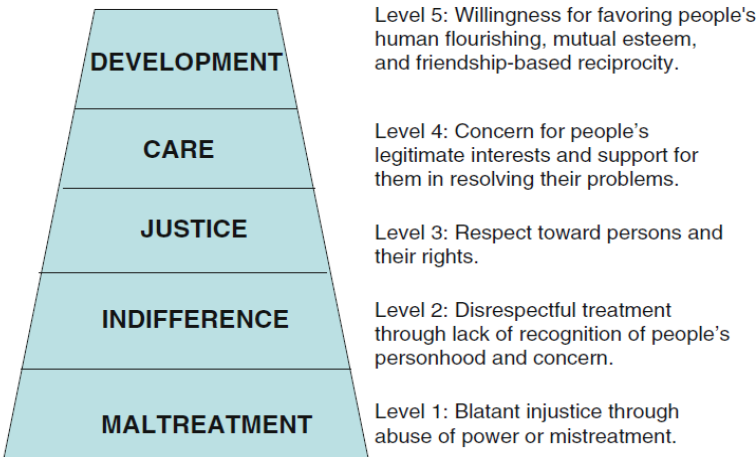 DEVELOPMENT
Level 5: Willingness for favoring people's
human flourishing, mutual esteem,
and friendship-based reciprocity.
CARE
Level 4: Concern for people’s
legitimate interests and support for
them in resolving their problems.
JUSTICE
Level 3: Respect toward persons and
their rights.
INDIFFERENCE
Level 2: Disrespectful treatment
through lack of recognition of people’s
personhood and concern.
MALTREATMENT
Level 1: Blatant injustice through
abuse of power or mistreatment.